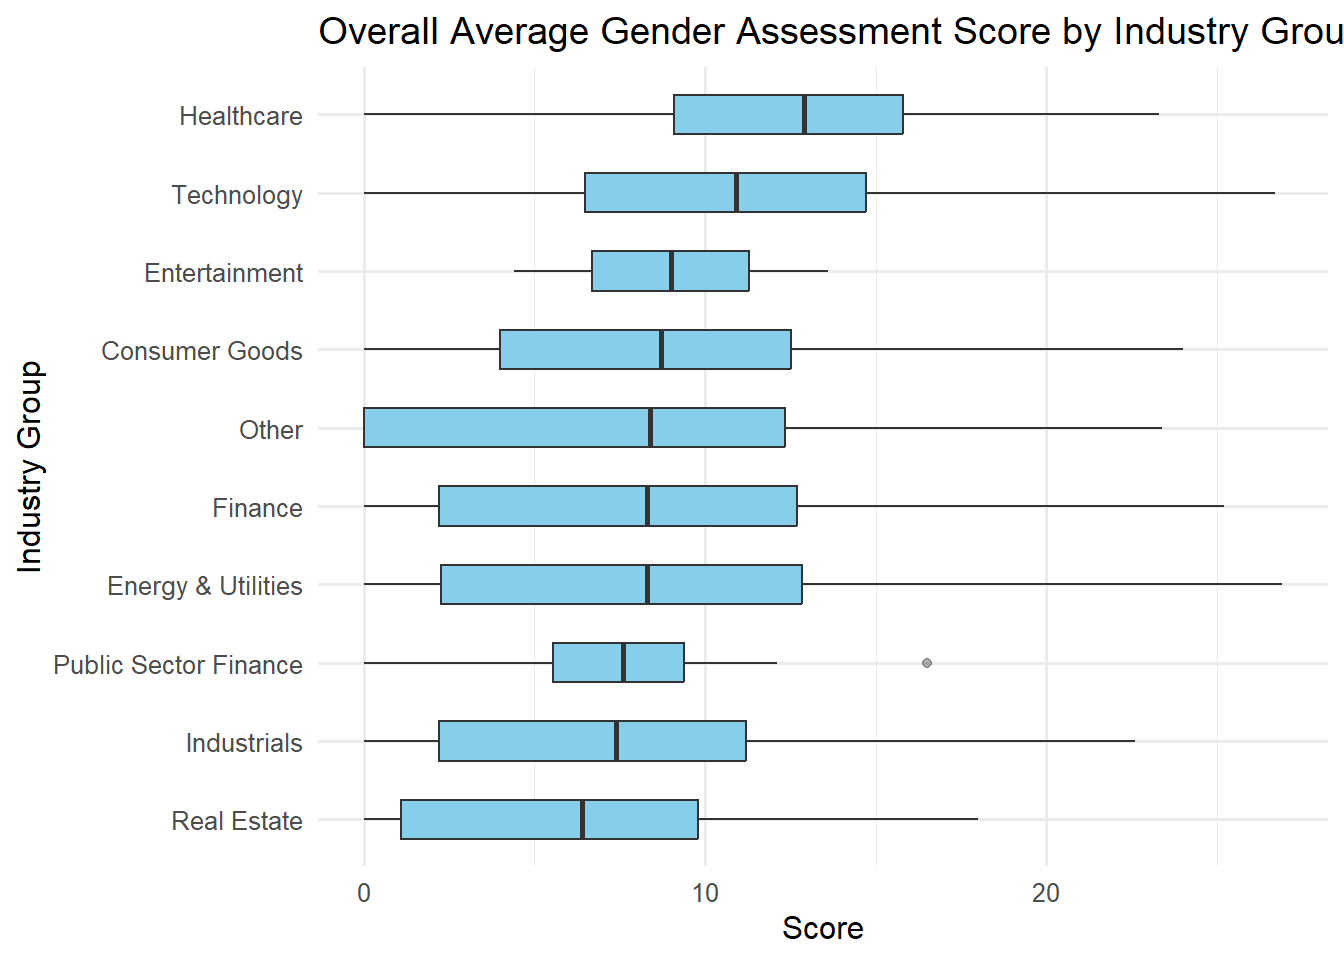 Overall Average Gender Assessment Score by Industry Grou
Healthcare
Technology
Entertainment
Consumer Goods
Other
Finance
Energy & Utilities
Public Sector Finance
Industrials
Real Estate
Industry Group
0 10 20
Score